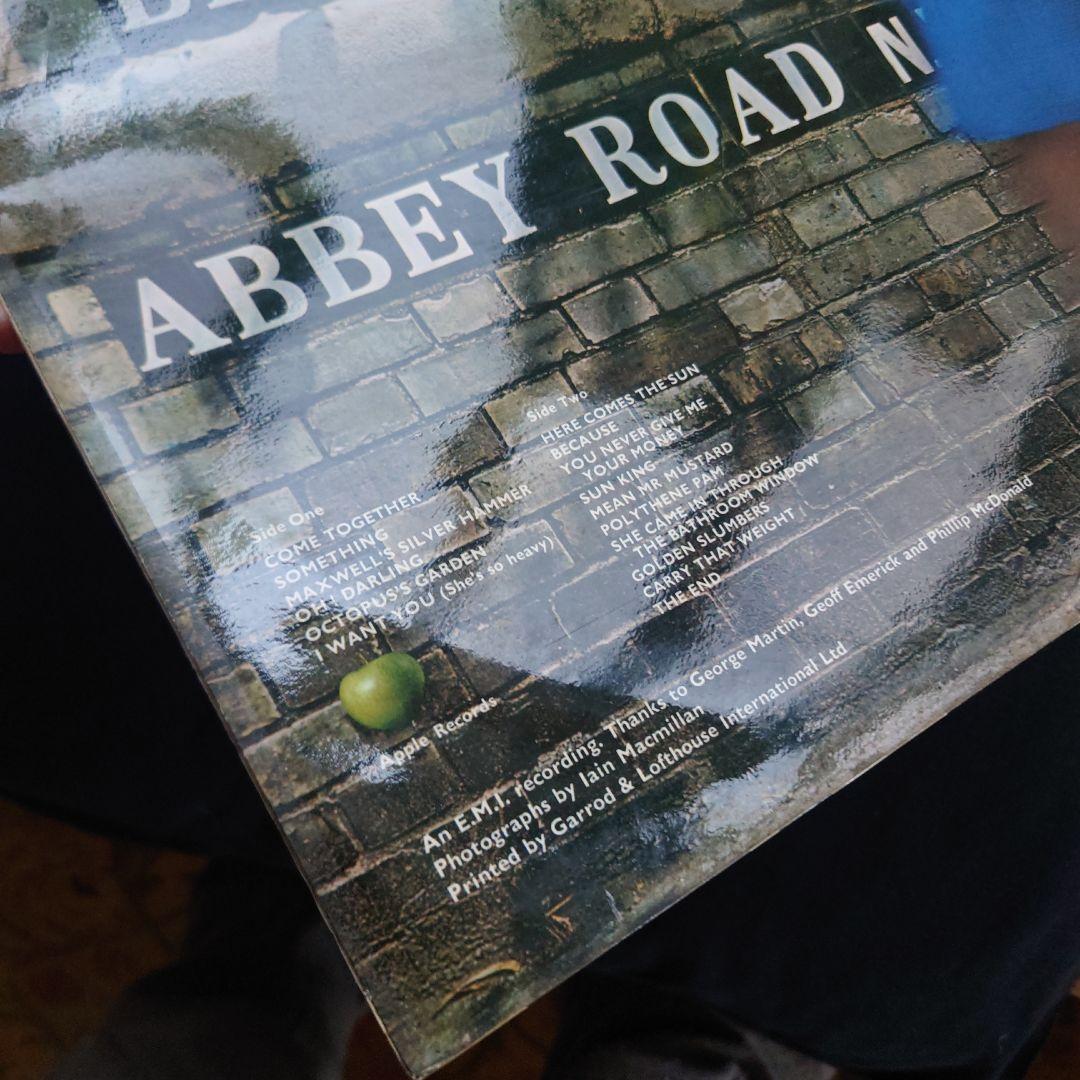 ABBEY ROAD N
Side One
COME TOGETHER
SOMETHING
MAXWELL'S SILVER HAMMER
OH! DARLING
OCTOPUS'S GARDEN
I WANT YOU (She's so heavy)
Side Two
HERE COMES THE SUN
BECAUSE
YOU NEVER GIVE ME
YOUR MONEY
SUN KING
MEAN MR MUSTARD
POLYTHENE PAM
SHE CAME IN THROUGH
THE BATHROOM WINDOW
GOLDEN SLUMBERS
CARRY THAT WEIGHT
THE END
Apple Records
An E.M.I. recording. Thanks to George Martin, Geoff Emerick and Phillip McDonald
Photographs by Iain Macmillan
Printed by Garrod & Lofthouse International Ltd